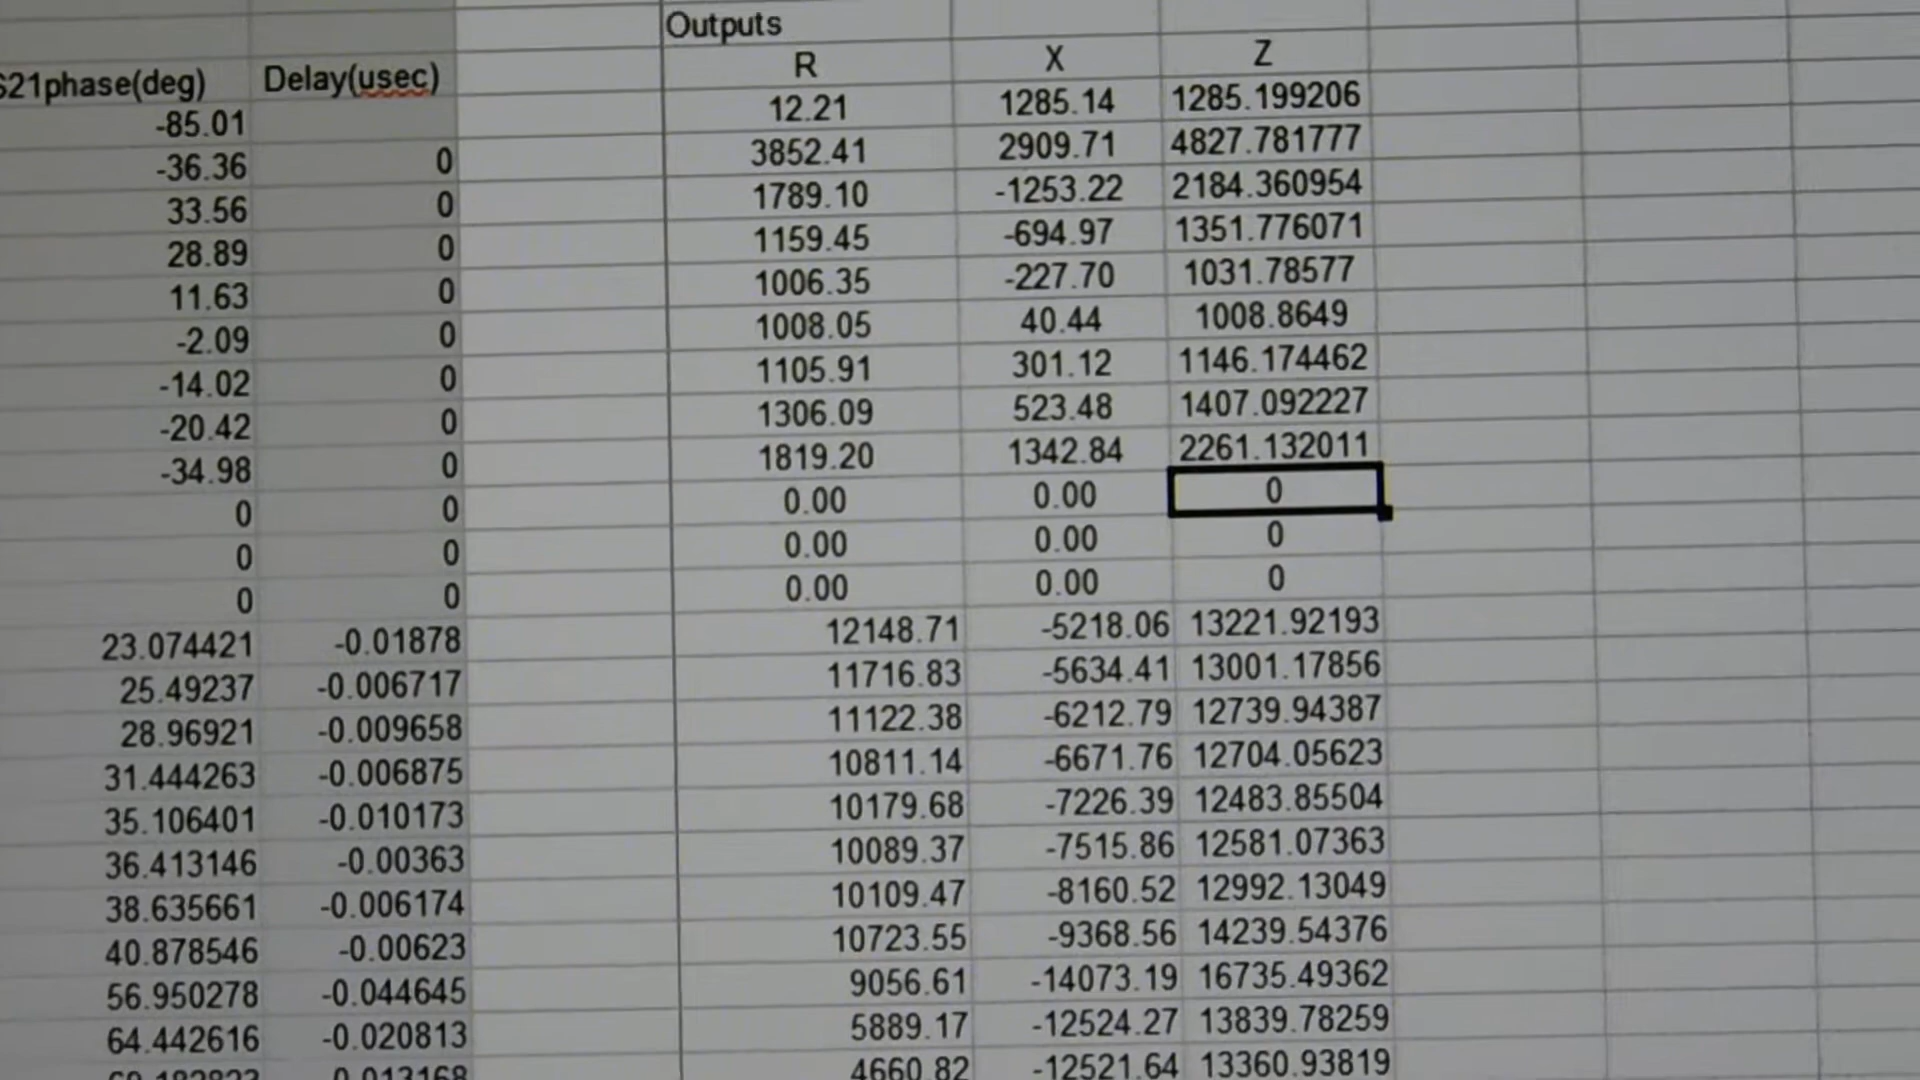 Outputs
S21phase(deg) Delay(usec) R X Z
-85.01 12.21 1285.14 1285.199206
-36.36 0 3852.41 2909.71 4827.781777
33.56 0 1789.10 -1253.22 2184.360954
28.89 0 1159.45 -694.97 1351.776071
11.63 0 1006.35 -227.70 1031.78577
-2.09 0 1008.05 40.44 1008.8649
-14.02 0 1105.91 301.12 1146.174462
-20.42 0 1306.09 523.48 1407.092227
-34.98 0 1819.20 1342.84 2261.132011
0 0 0.00 0.00 0
0 0 0.00 0.00 0
0 0 0.00 0.00 0
23.074421 -0.01878 12148.71 -5218.06 13221.92193
25.49237 -0.006717 11716.83 -5634.41 13001.17856
28.96921 -0.009658 11122.38 -6212.79 12739.94387
31.444263 -0.006875 10811.14 -6671.76 12704.05623
35.106401 -0.010173 10179.68 -7226.39 12483.85504
36.413146 -0.00363 10089.37 -7515.86 12581.07363
38.635661 -0.006174 10109.47 -8160.52 12992.13049
40.878546 -0.00623 10723.55 -9368.56 14239.54376
56.950278 -0.044645 9056.61 -14073.19 16735.49362
64.442616 -0.020813 5889.17 -12524.27 13839.78259
4660.82 -12521.64 13360.93819